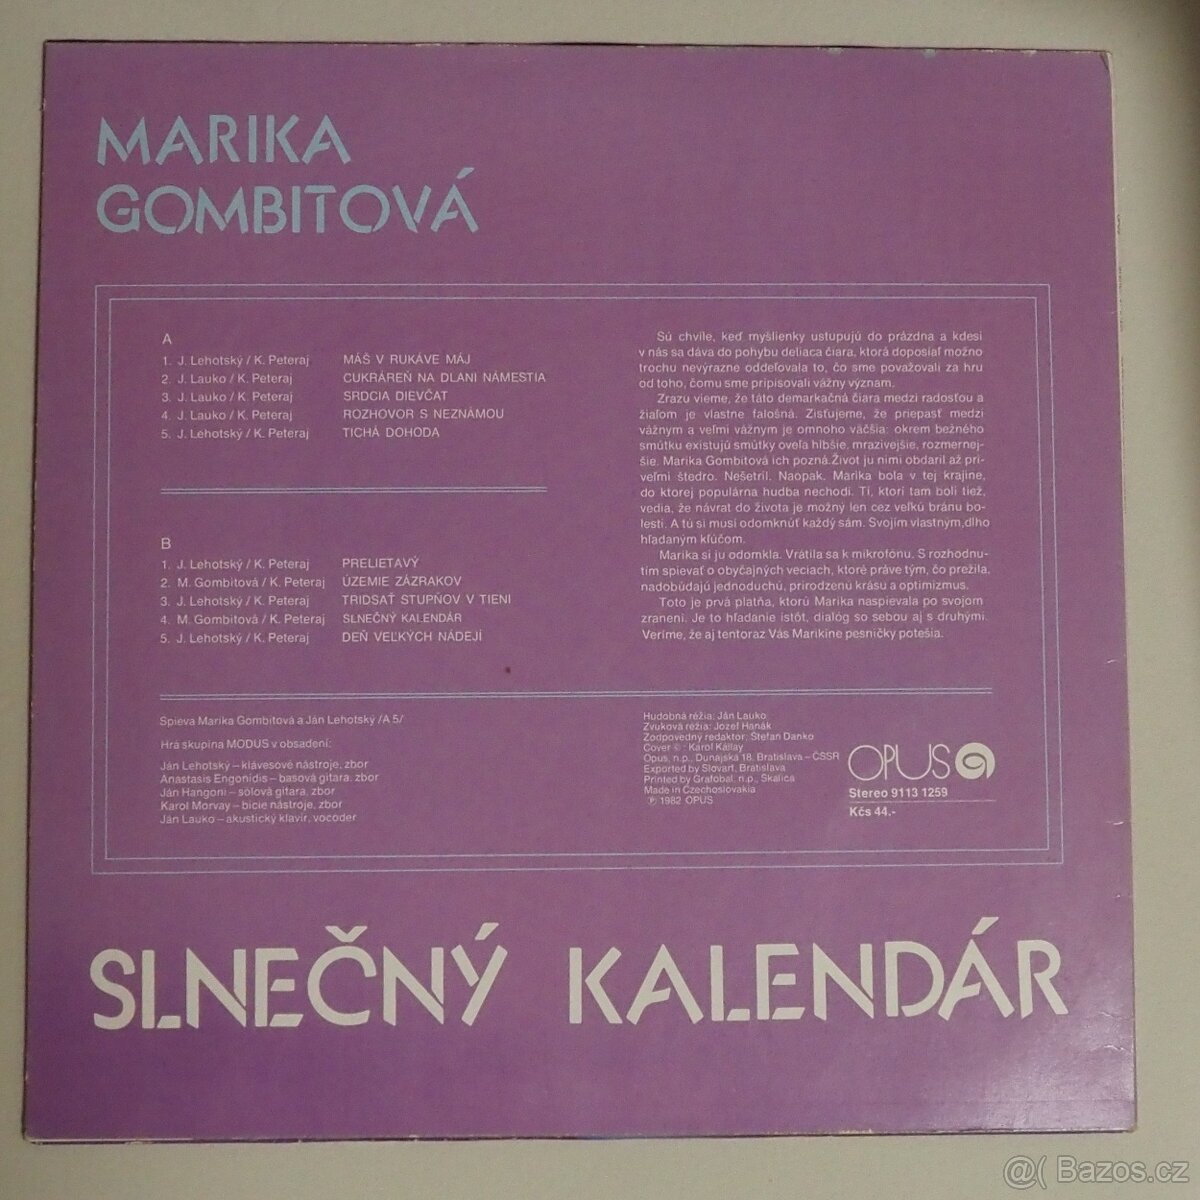 MARIKA
GOMBITOVÁ
A
1. J. Lehotský / K. Peteraj MÁŠ V RUKÁVE MÁJ
2. J. Lauko / K. Peteraj CUKRÁREŇ NA DLANI NÁMESTIA
3. J. Lauko / K. Peteraj SRDCIA DIEVČAT
4. J. Lauko / K. Peteraj ROZHOVOR S NEZNÁMOU
5. J. Lehotský / K. Peteraj TICHÁ DOHODA
B
1. J. Lehotský / K. Peteraj PRELIETAVÝ
2. M. Gombitová / K. Peteraj ÚZEMIE ZÁZRAKOV
3. J. Lehotský / K. Peteraj TRIDSAŤ STUPŇOV V TIENI
4. M. Gombitová / K. Peteraj SLNEČNÝ KALENDÁR
5. J. Lehotský / K. Peteraj DEŇ VELKÝCH NÁDEJÍ
Sú chvíle, keď myšlienky ustupujú do prázdna a kdesi
v nás sa dáva do pohybu deliaca čiara, ktorá doposiaľ možno
trochu nevýrazne oddeľovala to, čo sme považovali za hru
od toho, čomu sme pripisovali vážny význam.
Zrazu vieme, že táto demarkačná čiara medzi radosťou a
žiaľom je vlastne falošná. Zisťujeme, že priepasť medzi
vážnym a veľmi vážnym je omnoho väčšia: okrem bežného
smútku existujú smútky oveľa hlbšie, mrazivejšie, rozmernej-
šie. Marika Gombitová ich pozná. Život ju nimi obdaril až pri-
veľmi štedro. Nešetril. Naopak. Marika bola v tej krajine,
do ktorej populárna hudba nechodí. Tí, ktorí tam boli tiež,
vedia, že návrat do života je možný len cez veľkú bránu bo-
lesti. A tú si musí odomknúť každý sám. Svojím vlastným, dlho
hľadaným kľúčom.
Marika si ju odomkla. Vrátila sa k mikrofónu. S rozhodnu-
tím spievať o obyčajných veciach, ktoré práve tým, čo prežila,
nadobúdajú jednoduchú, prirodzenú krásu a optimizmus.
Toto je prvá platňa, ktorú Marika naspievala po svojom
zranení. Je to hľadanie istôt, dialóg so sebou aj s druhými.
Veríme, že aj tentoraz Vás Marikine pesničky potešia.
Spieva Marika Gombitová a Ján Lehotský /A 5/
Hrá skupina MODUS v obsadení:
Ján Lehotský – klávesové nástroje, zbor
Anastasis Engonidis – basová gitara, zbor
Ján Hangoni – sólová gitara, zbor
Karol Morvay – bicie nástroje, zbor
Ján Lauko – akustický klavír, vocoder
Hudobná réžia: Ján Lauko
Zvuková réžia: Jozef Hanák
Zodpovedný redaktor: Štefan Danko
Cover © : Karol Kállay
Opus, n.p., Dunajská 18, Bratislava – ČSSR
Exported by Slovart, Bratislava
Printed by Grafobal, n.p., Skalica
Made in Czechoslovakia
℗ 1982 OPUS
OPUS
Stereo 9113 1259
Kčs 44,-
SLNEČNÝ KALENDÁR
@( Bazos.cz